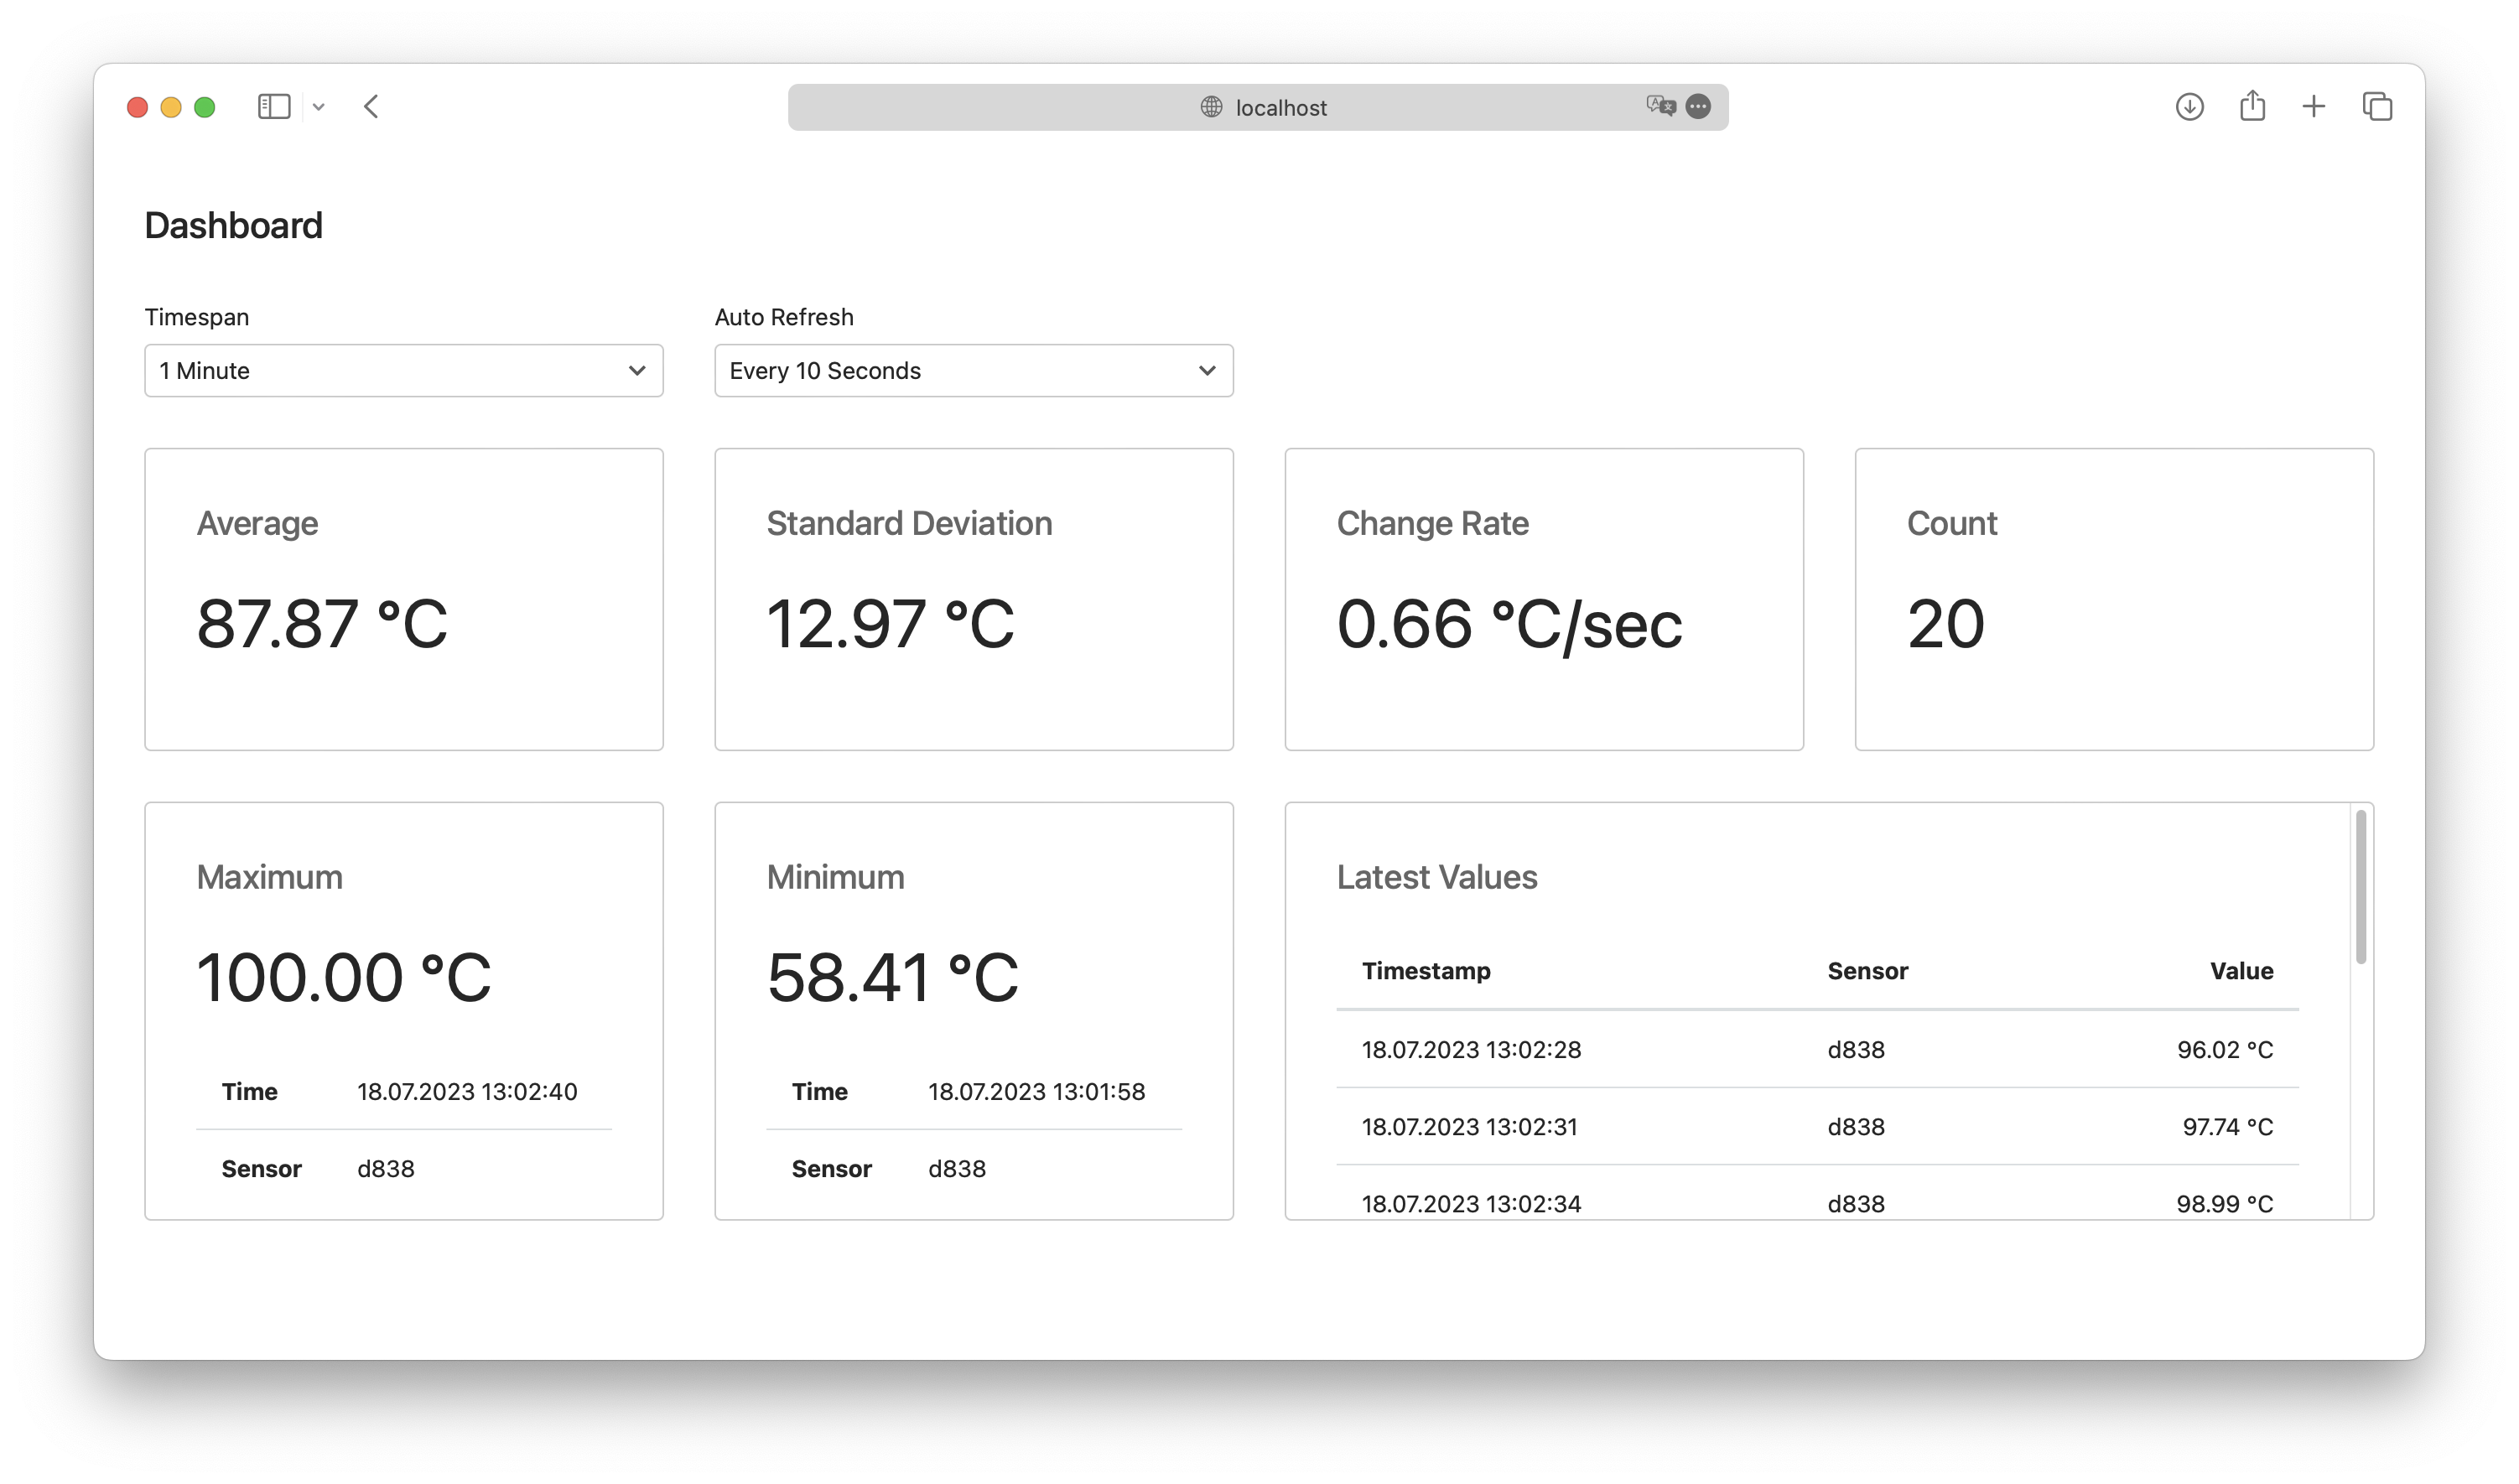 localhost
Dashboard
Timespan
Auto Refresh
1 Minute
Every 10 Seconds
Average
87.87 °C
Standard Deviation
12.97 °C
Change Rate
0.66 °C/sec
Count
20
Maximum
100.00 °C
Time 18.07.2023 13:02:40
Sensor d838
Minimum
58.41 °C
Time 18.07.2023 13:01:58
Sensor d838
Latest Values
Timestamp Sensor Value
18.07.2023 13:02:28 d838 96.02 °C
18.07.2023 13:02:31 d838 97.74 °C
18.07.2023 13:02:34 d838 98.99 °C